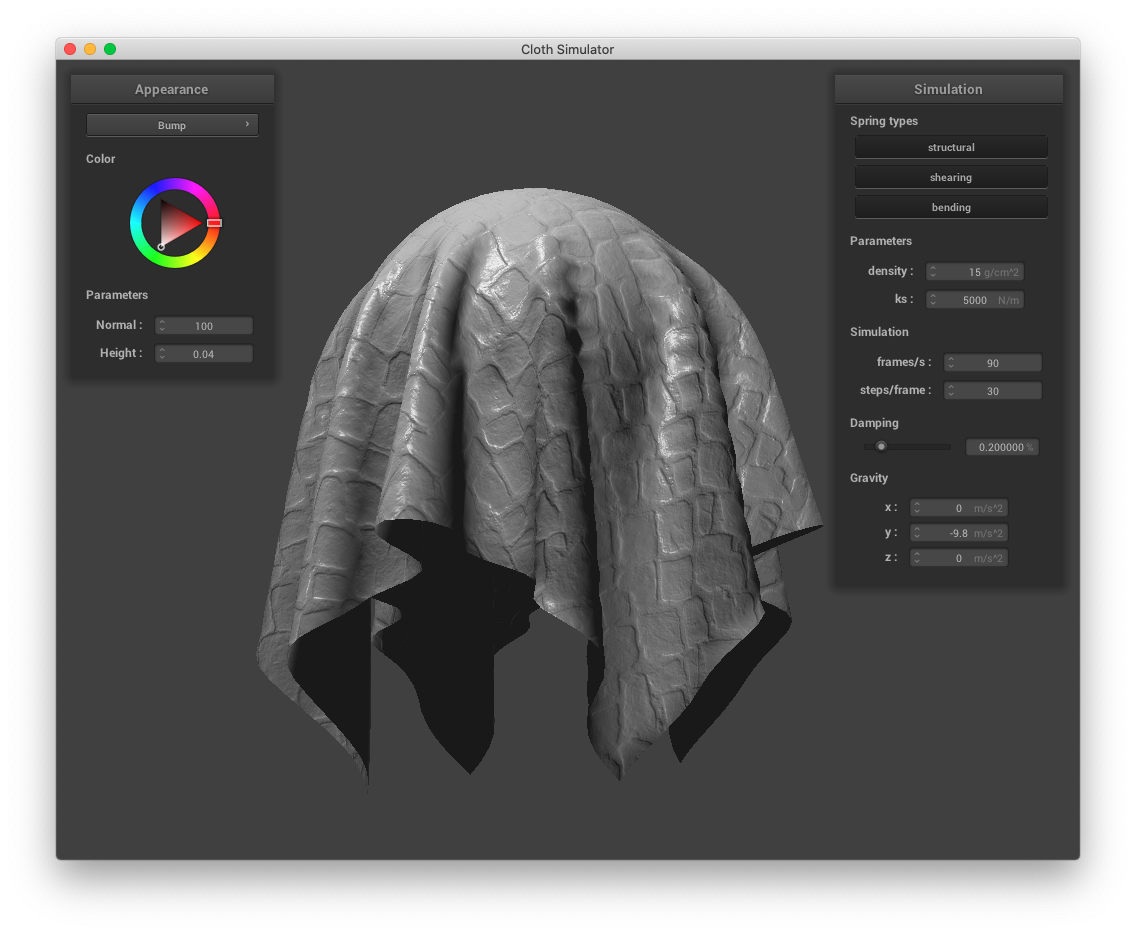 Cloth Simulator
Appearance
Bump ›
Color
Parameters
Normal : 100
Height : 0.04
Simulation
Spring types
structural
shearing
bending
Parameters
density : 15 g/cm^2
ks : 5000 N/m
Simulation
frames/s : 90
steps/frame : 30
Damping
0.200000 %
Gravity
x : 0 m/s^2
y : -9.8 m/s^2
z : 0 m/s^2